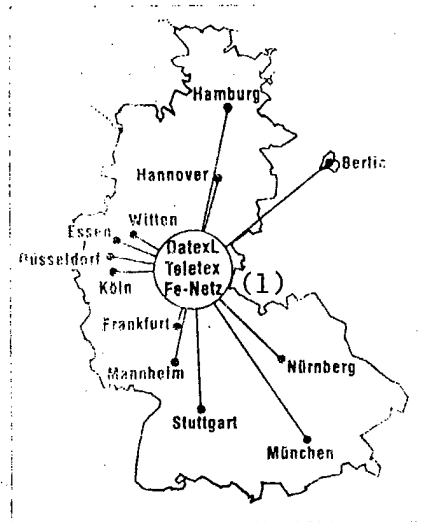 Hamburg
Berlin
Hannover
Witten
Essen
Düsseldorf
Köln
DatexL
Teletex
Fe-Netz (1)
Frankfurt
Mannheim
Nürnberg
Stuttgart
München